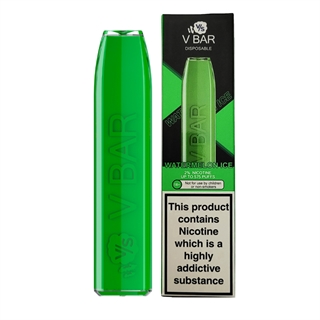 V/S V BAR
V/S
V BAR
DISPOSABLE
WATERMELON ICE
2% NICOTINE
UP TO 575 PUFFS
Not for use by children
or non-smokers
This product
contains
Nicotine
which is a
highly
addictive
substance